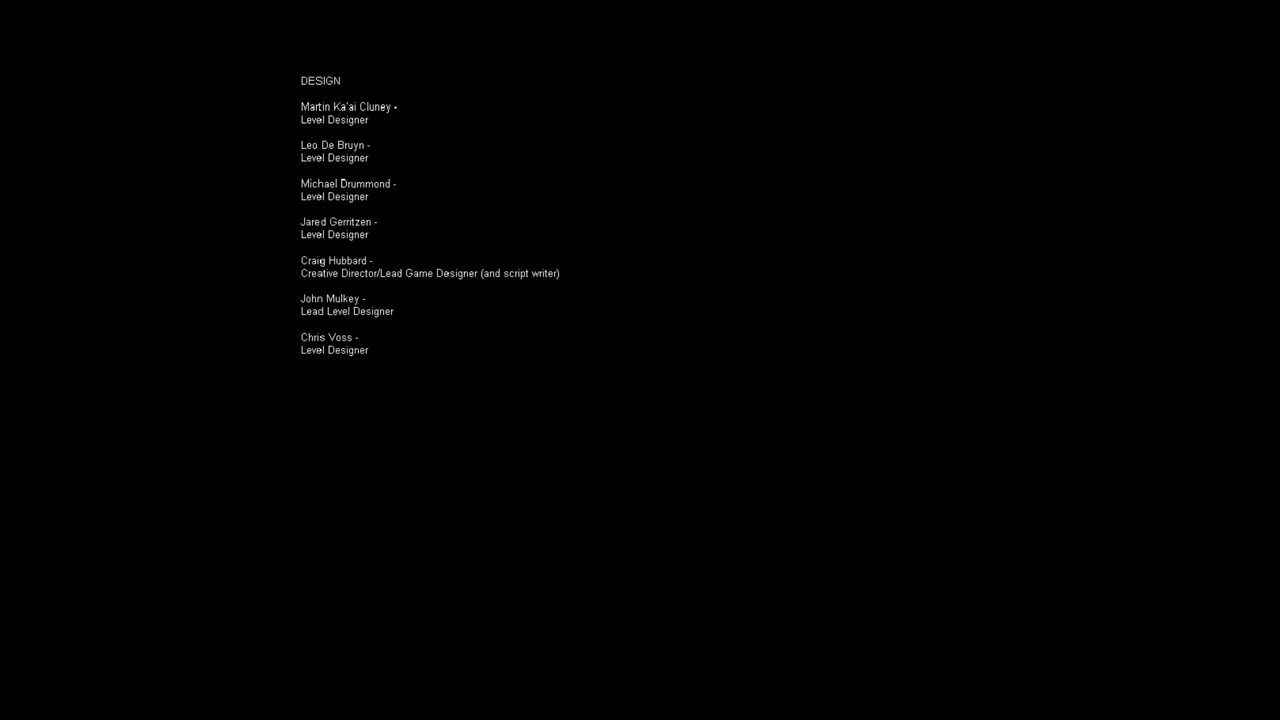 DESIGN
Martin Ka'ai Cluney -
Level Designer
Leo De Bruyn -
Level Designer
Michael Drummond -
Level Designer
Jared Gerritzen -
Level Designer
Craig Hubbard -
Creative Director/Lead Game Designer (and script writer)
John Mulkey -
Lead Level Designer
Chris Voss -
Level Designer